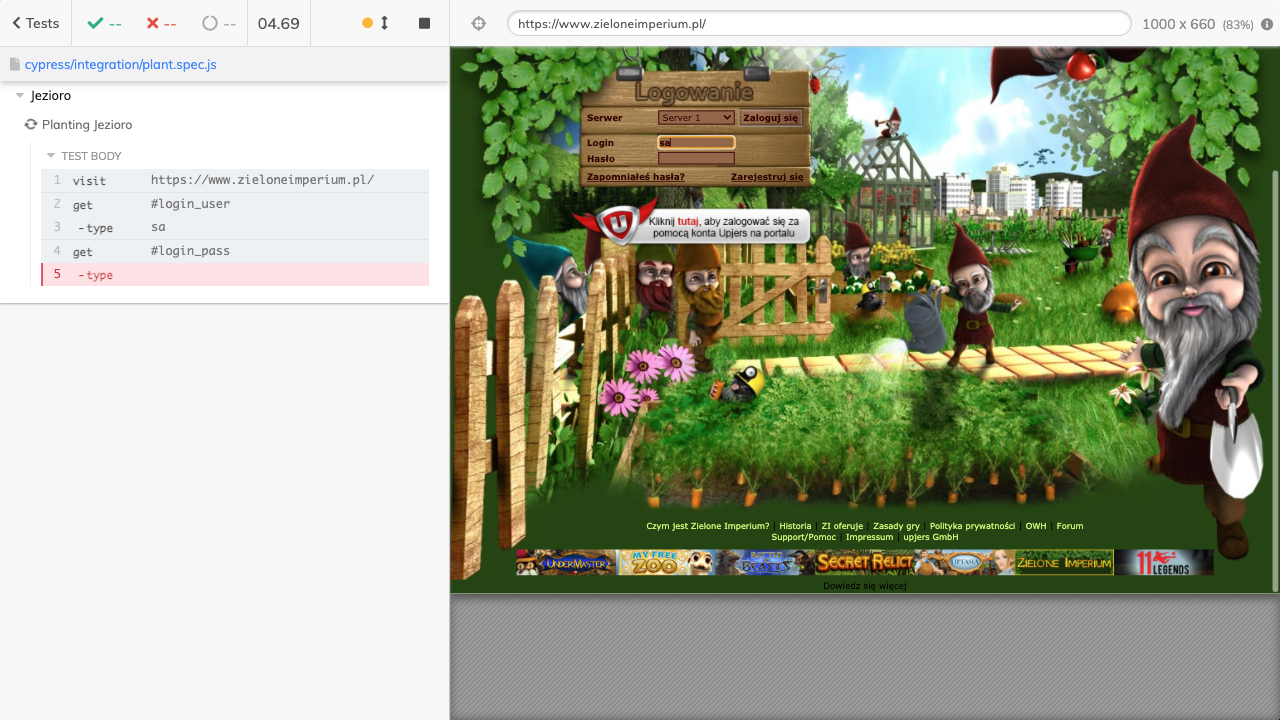 Tests
--
--
--
04.69
https://www.zieloneimperium.pl/
1000 x 660 (83%)
cypress/integration/plant.spec.js
Jezioro
Planting Jezioro
TEST BODY
1 visit https://www.zieloneimperium.pl/
2 get #login_user
3 -type sa
4 get #login_pass
5 -type
Logowanie
Serwer Server 1 Zaloguj się
Login sa
Hasło
Zapomniałeś hasła? Zarejestruj się
Kliknij tutaj, aby zalogować się za
pomocą konta Upjers na portalu
Czym jest Zielone Imperium? | Historia | ZI oferuje | Zasady gry | Polityka prywatności | OWH | Forum
Support/Pomoc | Impressum | upjers GmbH
UNDERMASTER
MY FREE ZOO
BATTLE BEASTS
SECRET RELICT
UPTASIA
ZIELONE IMPERIUM
11 LEGENDS
Dowiedz się więcej